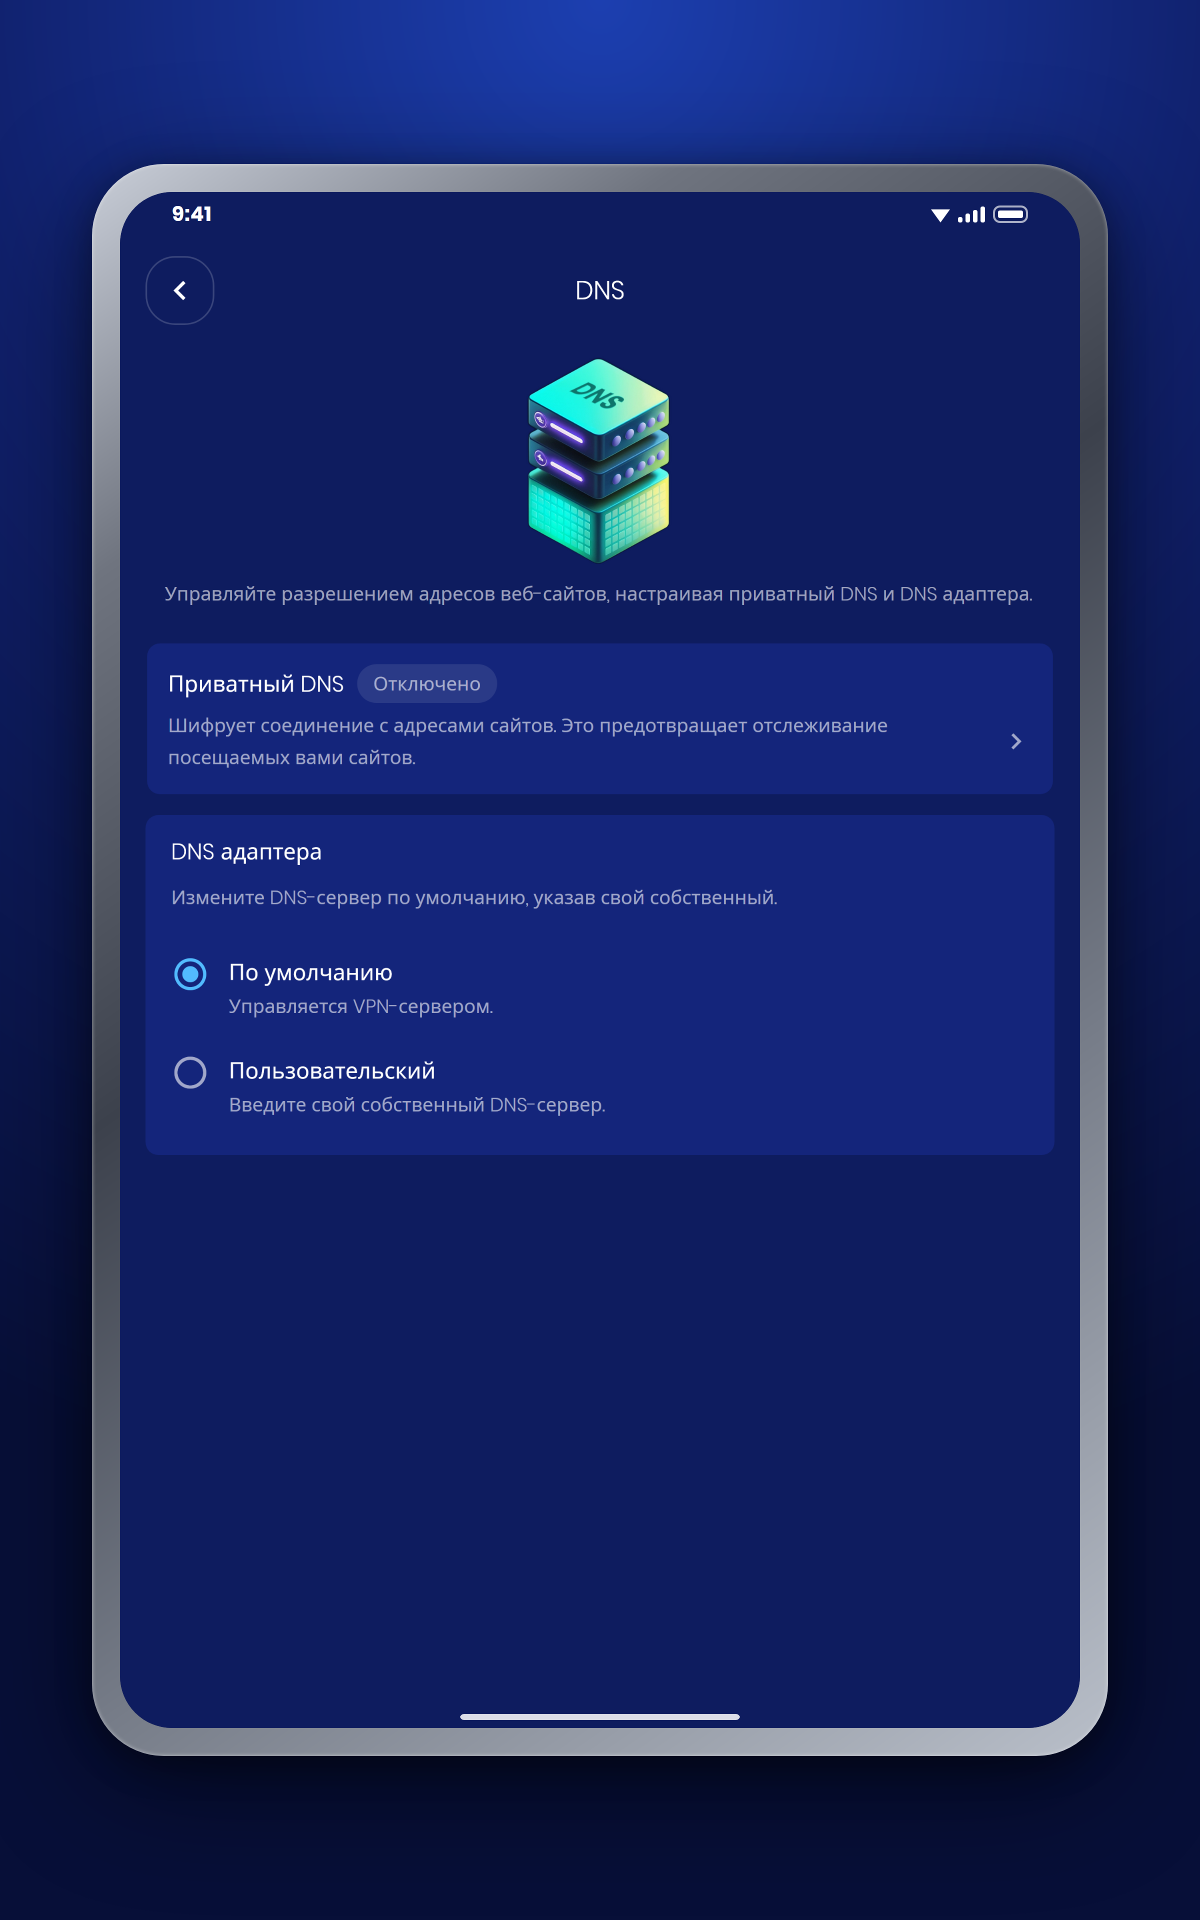 9:41
DNS
DNS
Управляйте разрешением адресов веб-сайтов, настраивая приватный DNS и DNS адаптера.
Приватный DNS Отключено
Шифрует соединение с адресами сайтов. Это предотвращает отслеживание
посещаемых вами сайтов.
DNS адаптера
Измените DNS-сервер по умолчанию, указав свой собственный.
По умолчанию
Управляется VPN-сервером.
Пользовательский
Введите свой собственный DNS-сервер.